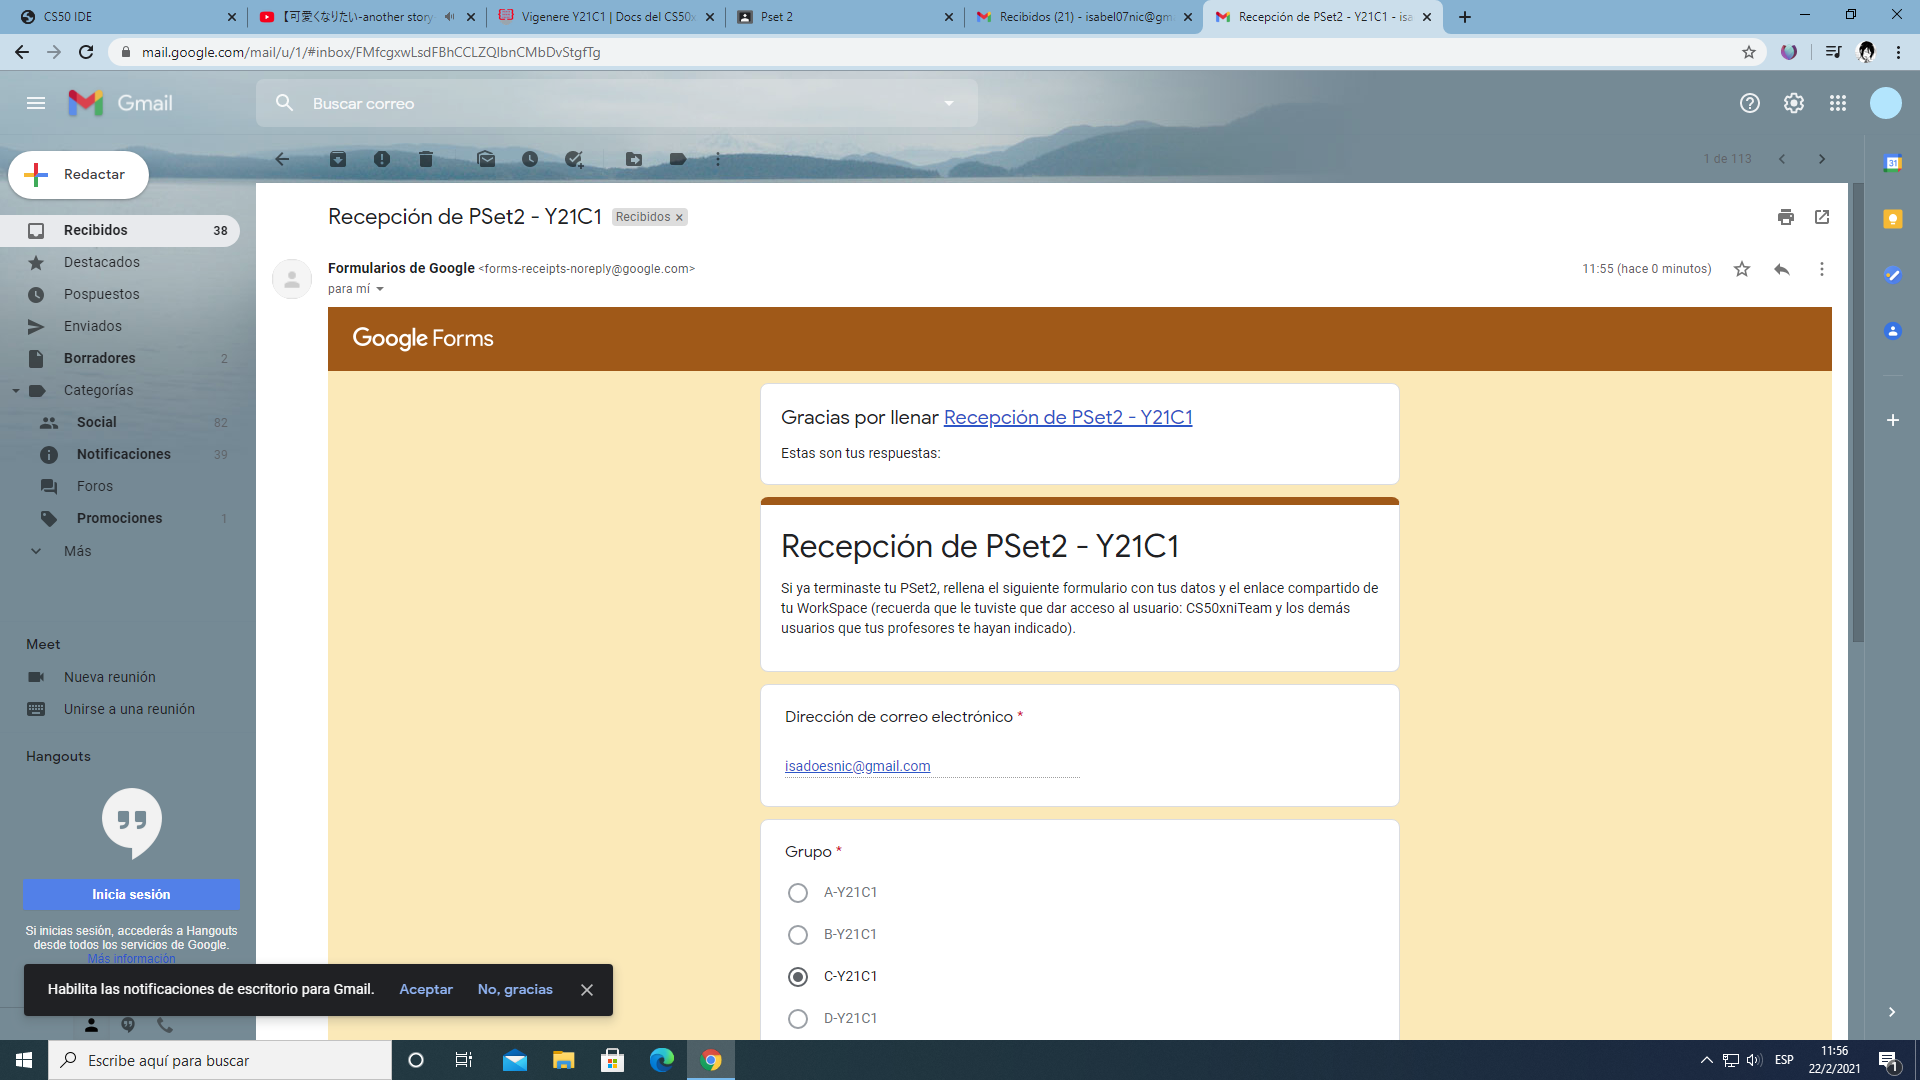 CS50 IDE
【可愛くなりたい-another story
Vigenere Y21C1 | Docs del CS50x
Pset 2
Recibidos (21) - isabel07nic@gm
Recepción de PSet2 - Y21C1 - isa
mail.google.com/mail/u/1/#inbox/FMfcgxwLsdFBhCCLZQlbnCMbDvStgfTg
Gmail
Buscar correo
Redactar
1 de 113
31
Recepción de PSet2 - Y21C1
Recibidos ×
Recibidos 38
Destacados
Pospuestos
Enviados
Borradores 2
Categorías
Social 82
Notificaciones 39
Foros
Promociones 1
Más
Formularios de Google <forms-receipts-noreply@google.com>
11:55 (hace 0 minutos)
para mí
Google Forms
Gracias por llenar Recepción de PSet2 - Y21C1
Estas son tus respuestas:
Recepción de PSet2 - Y21C1
Si ya terminaste tu PSet2, rellena el siguiente formulario con tus datos y el enlace compartido de
tu WorkSpace (recuerda que le tuviste que dar acceso al usuario: CS50xniTeam y los demás
usuarios que tus profesores te hayan indicado).
Dirección de correo electrónico *
isadoesnic@gmail.com
Grupo *
A-Y21C1
B-Y21C1
C-Y21C1
D-Y21C1
Meet
Nueva reunión
Unirse a una reunión
Hangouts
Inicia sesión
Si inicias sesión, accederás a Hangouts
desde todos los servicios de Google.
Más información
Habilita las notificaciones de escritorio para Gmail. Aceptar No, gracias
Escribe aquí para buscar
ESP
11:56
22/2/2021
1